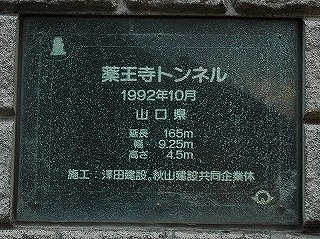 薬王寺トンネル
1992年10月
山口県
延長 165m
幅 9.25m
高さ 4.5m
施工：澤田建設。秋山建設共同企業体